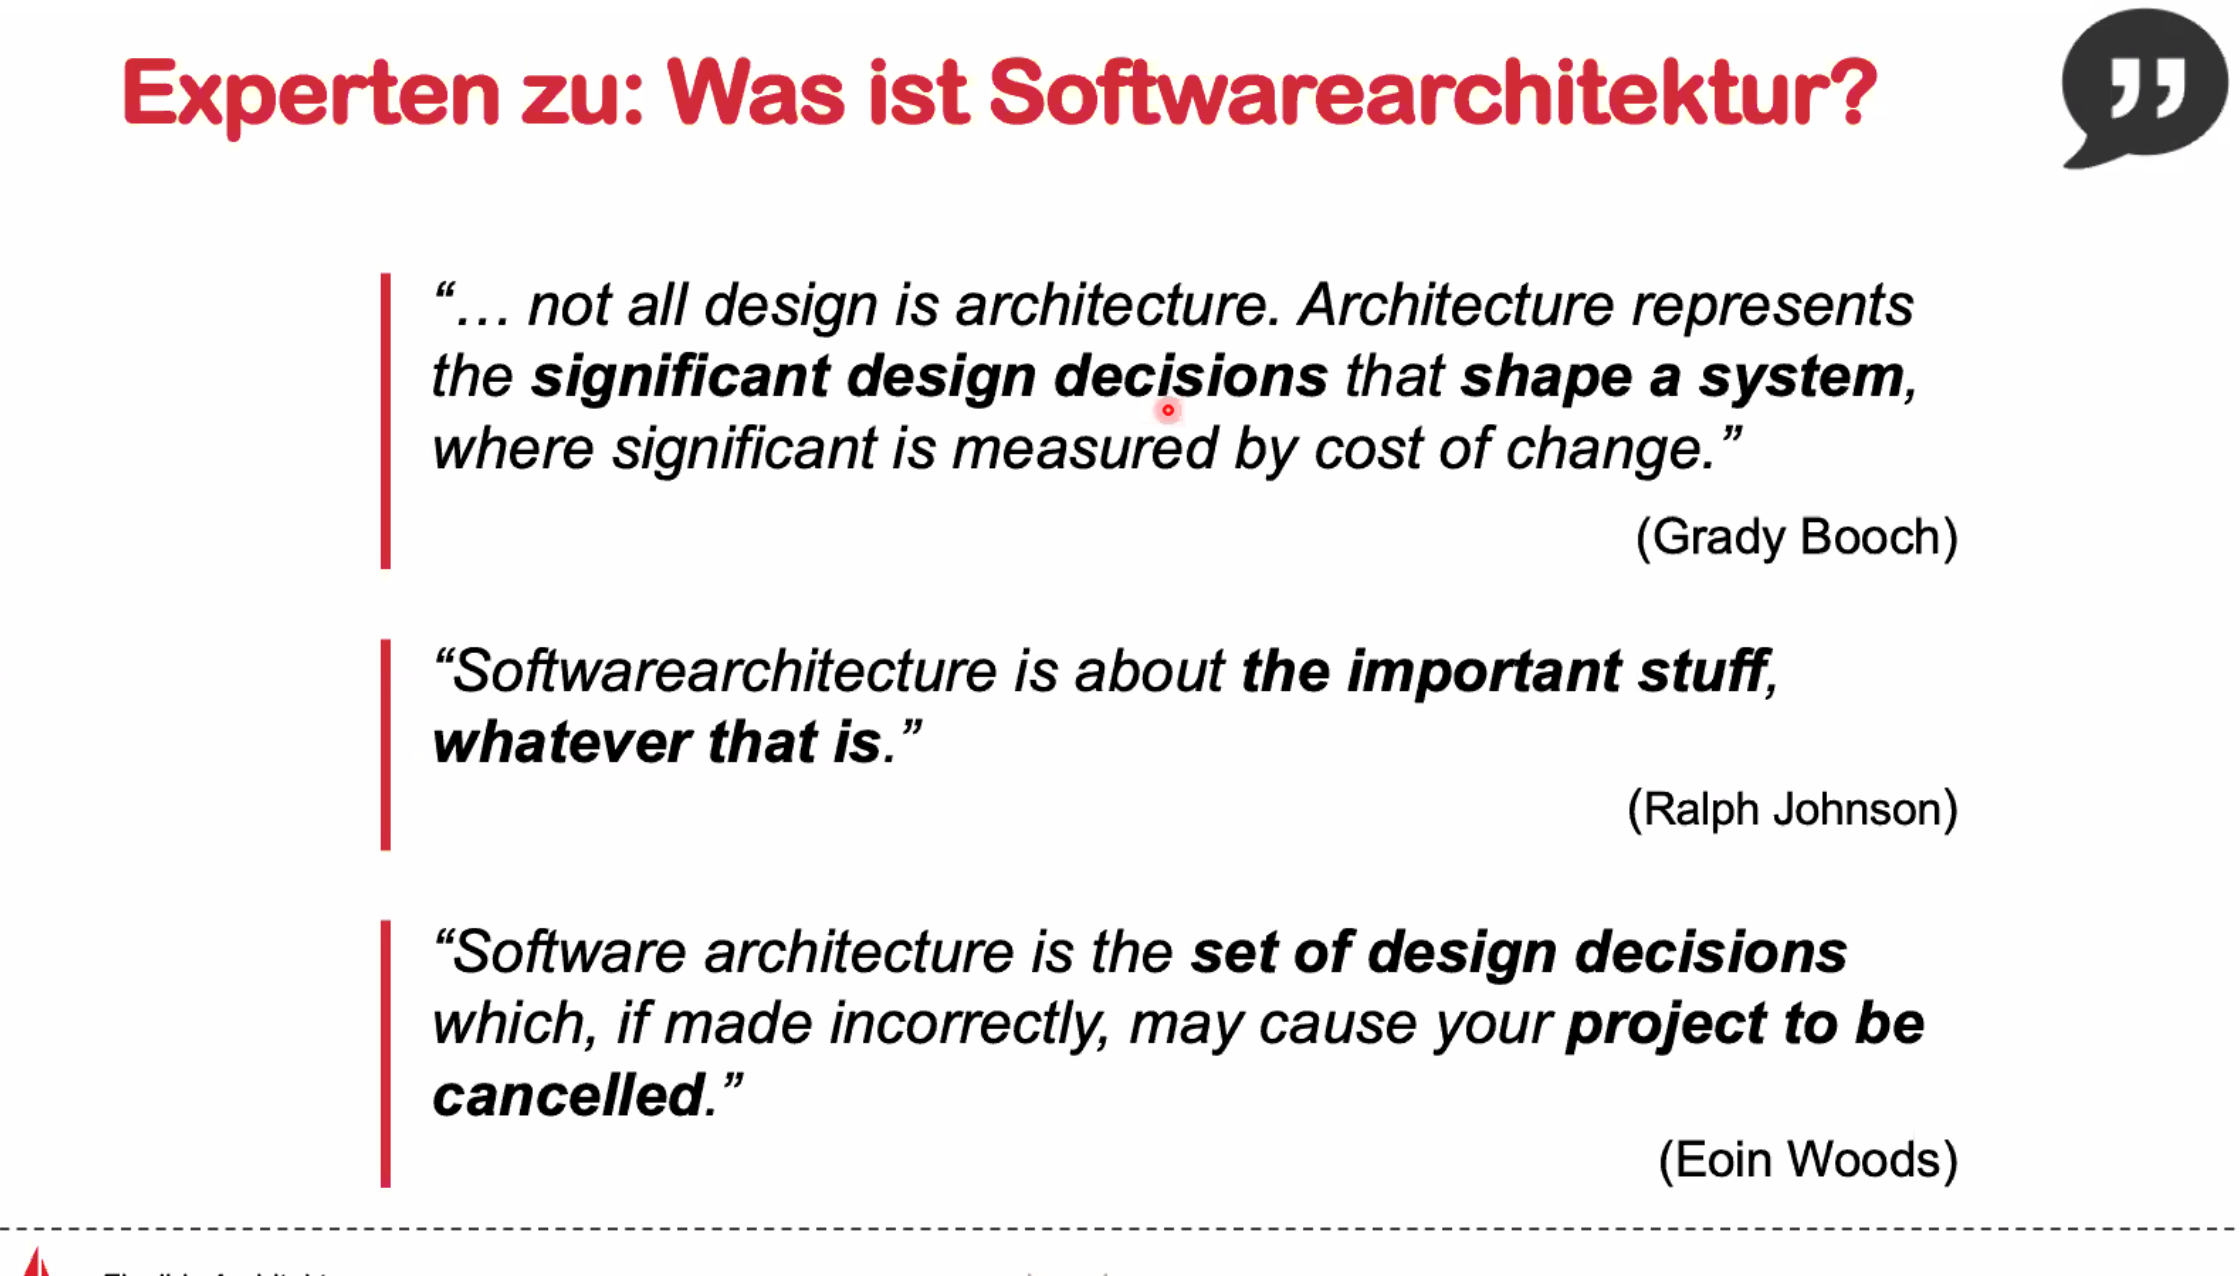 Experten zu: Was ist Softwarearchitektur?
“… not all design is architecture. Architecture represents
the significant design decisions that shape a system,
where significant is measured by cost of change.”
(Grady Booch)
“Softwarearchitecture is about the important stuff,
whatever that is.”
(Ralph Johnson)
“Software architecture is the set of design decisions
which, if made incorrectly, may cause your project to be
cancelled.”
(Eoin Woods)